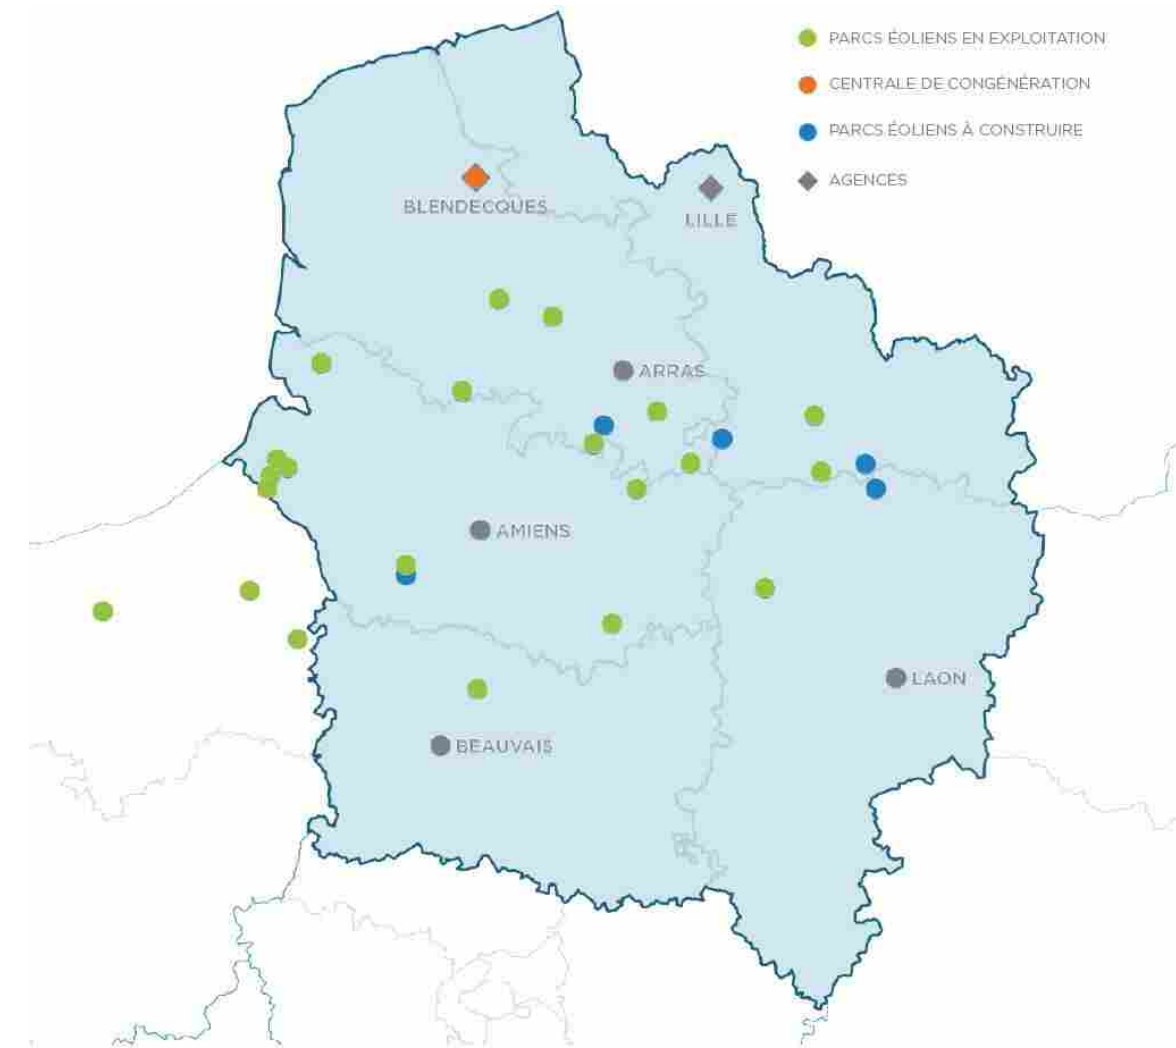 PARCS ÉOLIENS EN EXPLOITATION
CENTRALE DE CONGÉNÉRATION
PARCS ÉOLIENS À CONSTRUIRE
AGENCES
BLENDECQUES
LILLE
ARRAS
AMIENS
LAON
BEAUVAIS